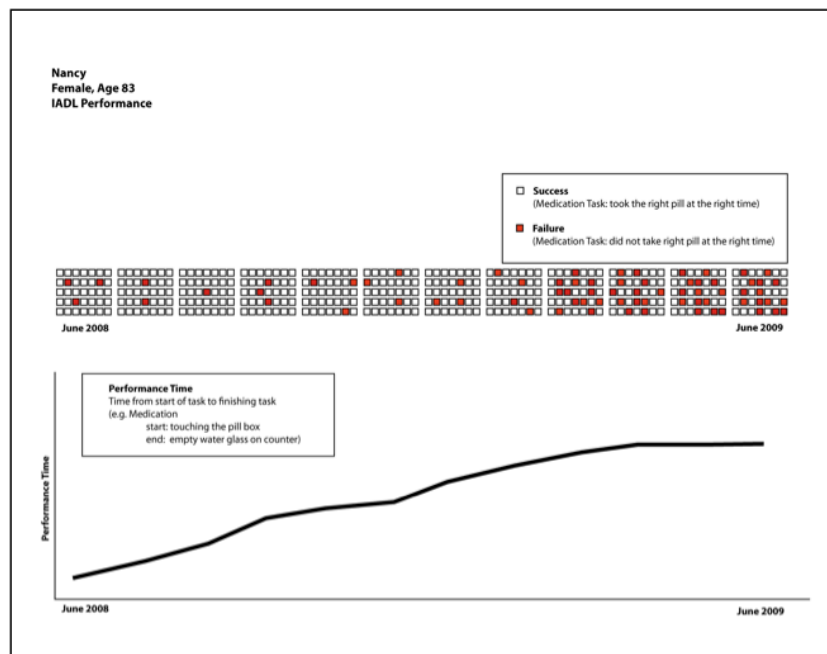 Nancy
Female, Age 83
IADL Performance
Success
(Medication Task: took the right pill at the right time)
Failure
(Medication Task: did not take right pill at the right time)
June 2008
June 2009
Performance Time
Time from start of task to finishing task
(e.g. Medication
start: touching the pill box
end: empty water glass on counter)
Performance Time
June 2008
June 2009